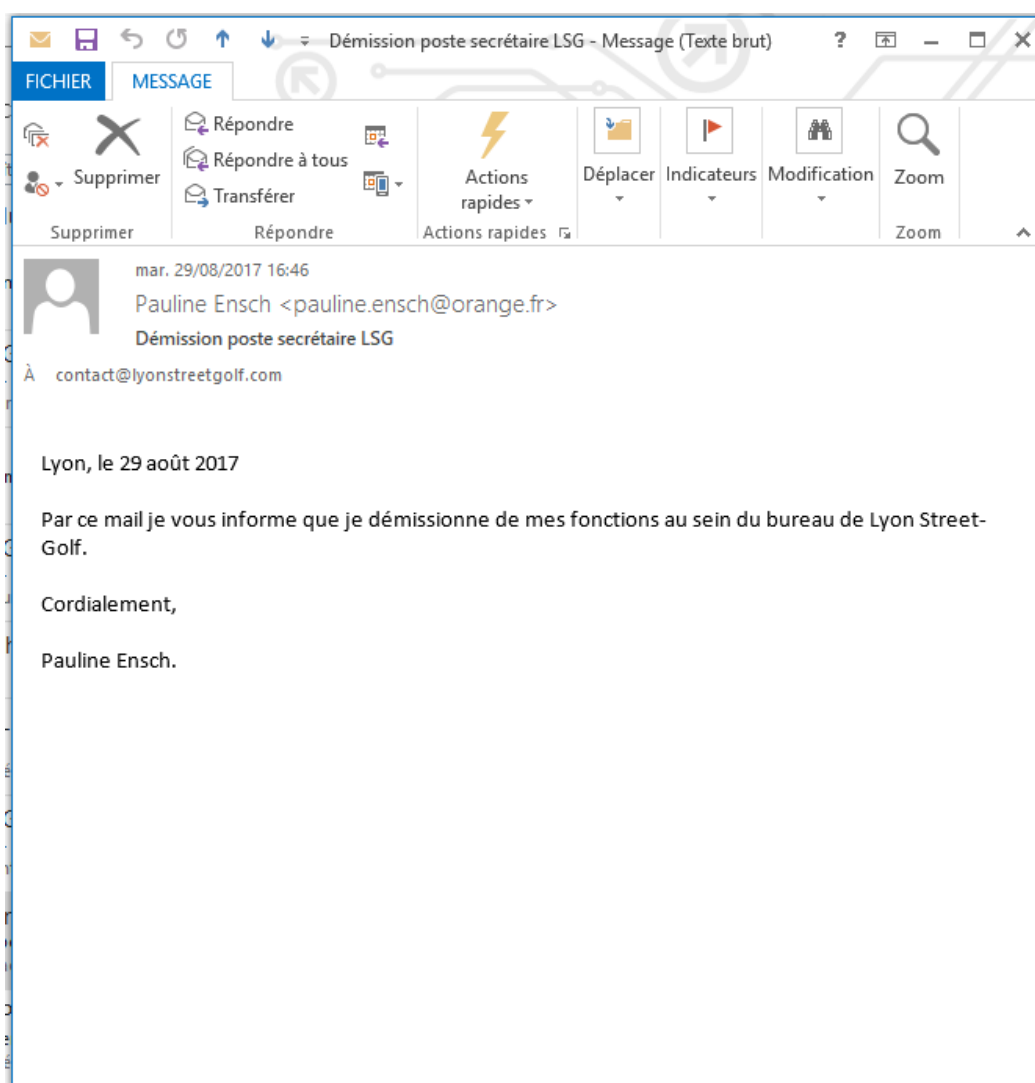 Démission poste secrétaire LSG - Message (Texte brut) ?
FICHIER MESSAGE
Répondre
Répondre à tous
Transférer
Supprimer
Actions
rapides
Déplacer Indicateurs Modification Zoom
Supprimer Répondre Actions rapides Zoom
mar. 29/08/2017 16:46
Pauline Ensch <pauline.ensch@orange.fr>
Démission poste secrétaire LSG
À contact@lyonstreetgolf.com
Lyon, le 29 août 2017
Par ce mail je vous informe que je démissionne de mes fonctions au sein du bureau de Lyon Street-
Golf.
Cordialement,
Pauline Ensch.